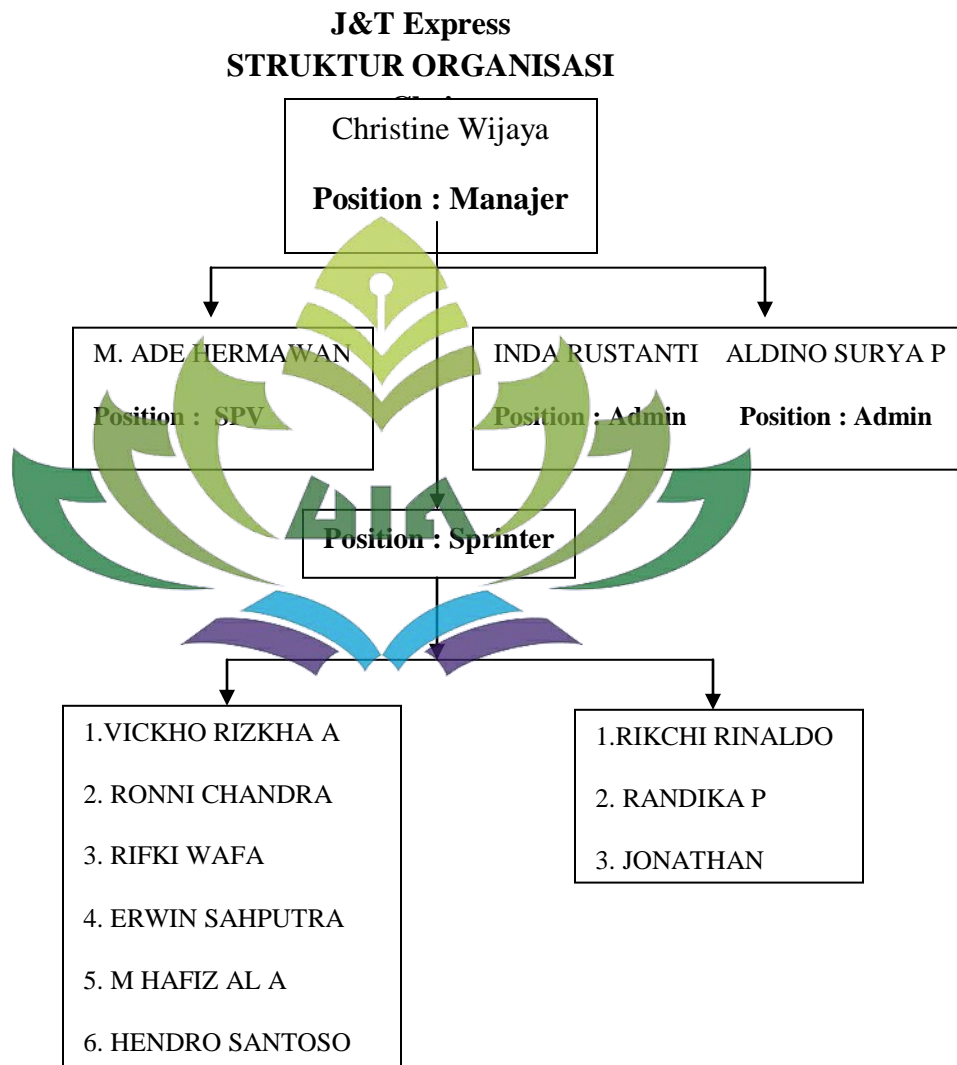 J&T Express
STRUKTUR ORGANISASI
Christine Wijaya
Position : Manajer
M. ADE HERMAWAN
Position : SPV
INDA RUSTANTI ALDINO SURYA P
Position : Admin Position : Admin
Position : Sprinter
1.VICKHO RIZKHA A
2. RONNI CHANDRA
3. RIFKI WAFA
4. ERWIN SAHPUTRA
5. M HAFIZ AL A
6. HENDRO SANTOSO
1.RIKCHI RINALDO
2. RANDIKA P
3. JONATHAN